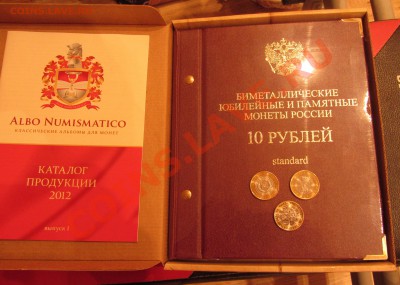 ALBO NUMISMATICO
КЛАССИЧЕСКИЕ АЛЬБОМЫ ДЛЯ МОНЕТ
КАТАЛОГ
ПРОДУКЦИИ
2012
выпуск 1
БИМЕТАЛЛИЧЕСКИЕ
ЮБИЛЕЙНЫЕ И ПАМЯТНЫЕ
МОНЕТЫ РОССИИ
10 РУБЛЕЙ
standard